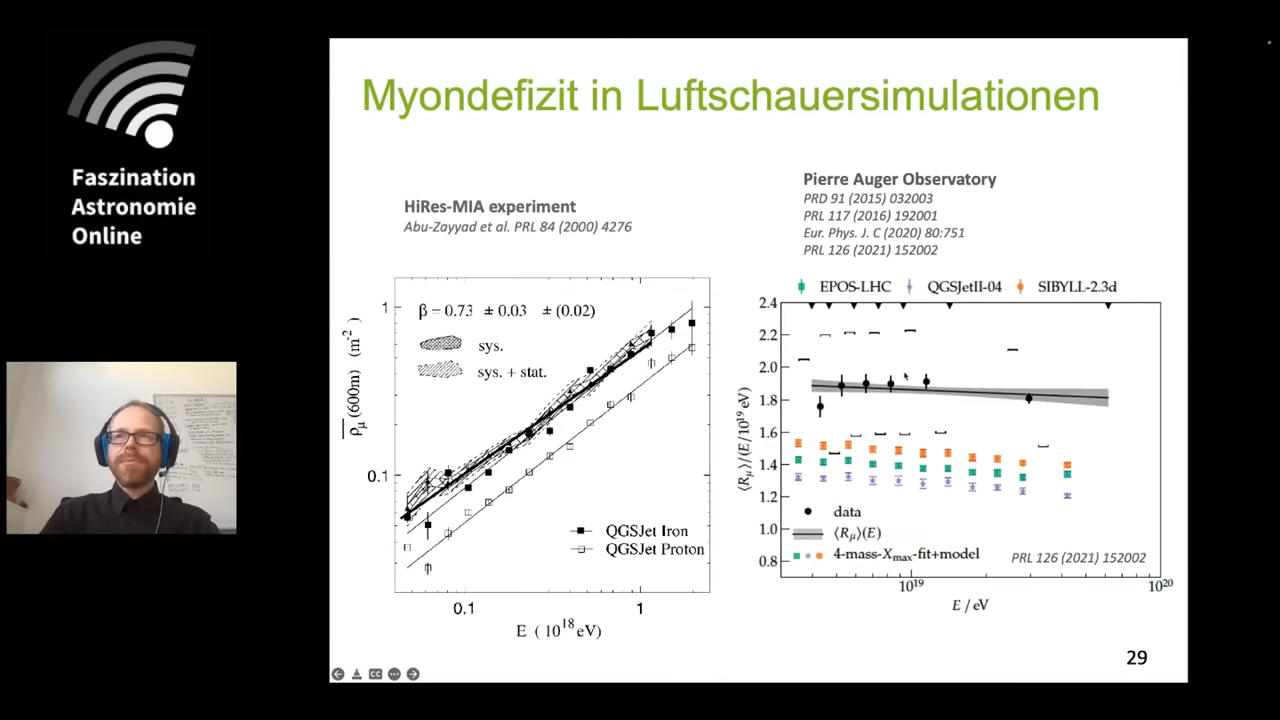 Faszination
Astronomie
Online
Myondefizit in Luftschauersimulationen
HiRes-MIA experiment
Abu-Zayyad et al. PRL 84 (2000) 4276
β = 0.73 ± 0.03 ± (0.02)
sys.
sys. + stat.
QGSJet Iron
QGSJet Proton
1
0.1
ρμ(600m) (m⁻²)
0.1
1
E ( 10¹⁸ eV)
Pierre Auger Observatory
PRD 91 (2015) 032003
PRL 117 (2016) 192001
Eur. Phys. J. C (2020) 80:751
PRL 126 (2021) 152002
EPOS-LHC
QGSJetII-04
SIBYLL-2.3d
2.4
2.2
2.0
1.8
1.6
1.4
1.2
1.0
0.8
⟨Rμ⟩/(E/10¹⁹ eV)
data
⟨Rμ⟩(E)
4-mass-Xmax-fit+model
PRL 126 (2021) 152002
10¹⁹
10²⁰
E / eV
29